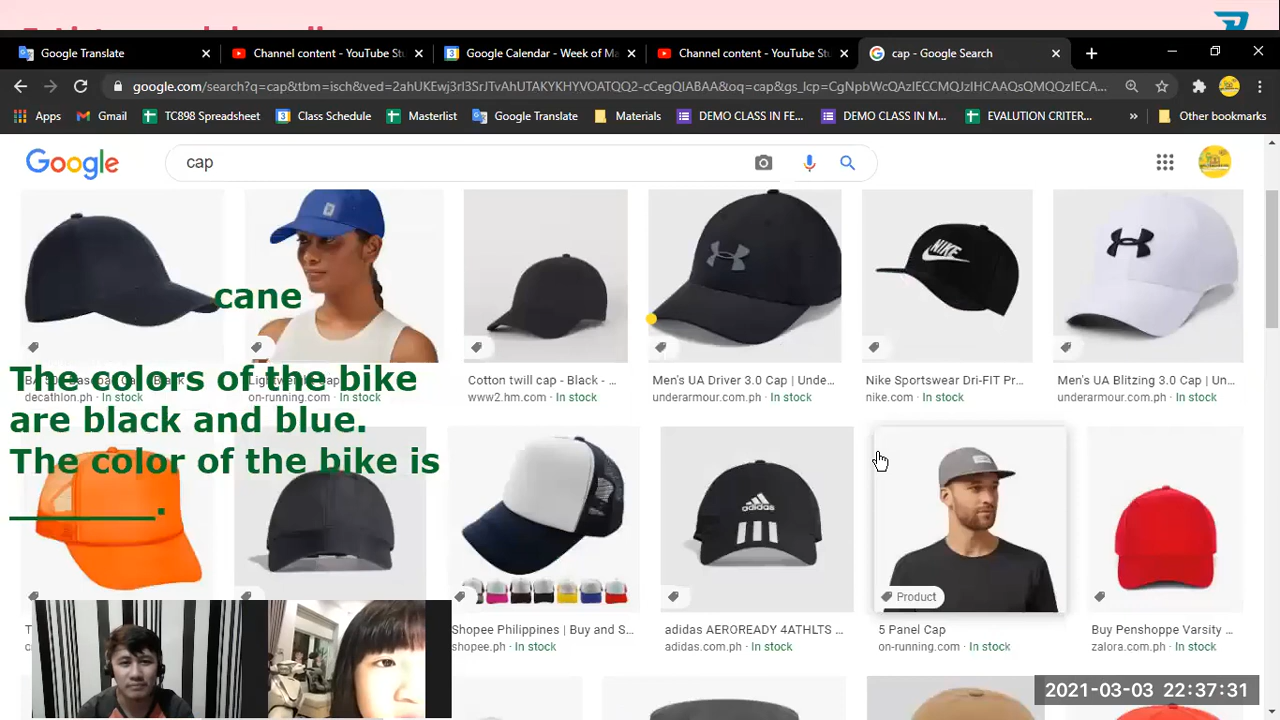 Google Translate
Channel content - YouTube Stu
Google Calendar - Week of Ma
Channel content - YouTube Stu
cap - Google Search
google.com/search?q=cap&tbm=isch&ved=2ahUKEwj3rI3SrJTvAhUTAKYKHYVOATQQ2-cCegQIABAA&oq=cap&gs_lcp=CgNpbWcQAzIECCMQJzIHCAAQsQMQQzIECA...
Apps
Gmail
TC898 Spreadsheet
Class Schedule
Masterlist
Google Translate
Materials
DEMO CLASS IN FE...
DEMO CLASS IN M...
EVALUTION CRITER...
»
Other bookmarks
Google
cap
NIKE
cane
Cotton twill cap - Black - ...
Men's UA Driver 3.0 Cap | Unde...
Nike Sportswear Dri-FIT Pr...
Men's UA Blitzing 3.0 Cap | Un...
decathlon.ph • In stock
on-running.com • In stock
www2.hm.com • In stock
underarmour.com.ph • In stock
nike.com • In stock
underarmour.com.ph • In stock
The colors of the bike
are black and blue.
The color of the bike is
________.
adidas
Product
Shopee Philippines | Buy and S...
adidas AEROREADY 4ATHLTS ...
5 Panel Cap
Buy Penshoppe Varsity ...
shopee.ph • In stock
adidas.com.ph • In stock
on-running.com • In stock
zalora.com.ph • In stock
2021-03-03 22:37:31